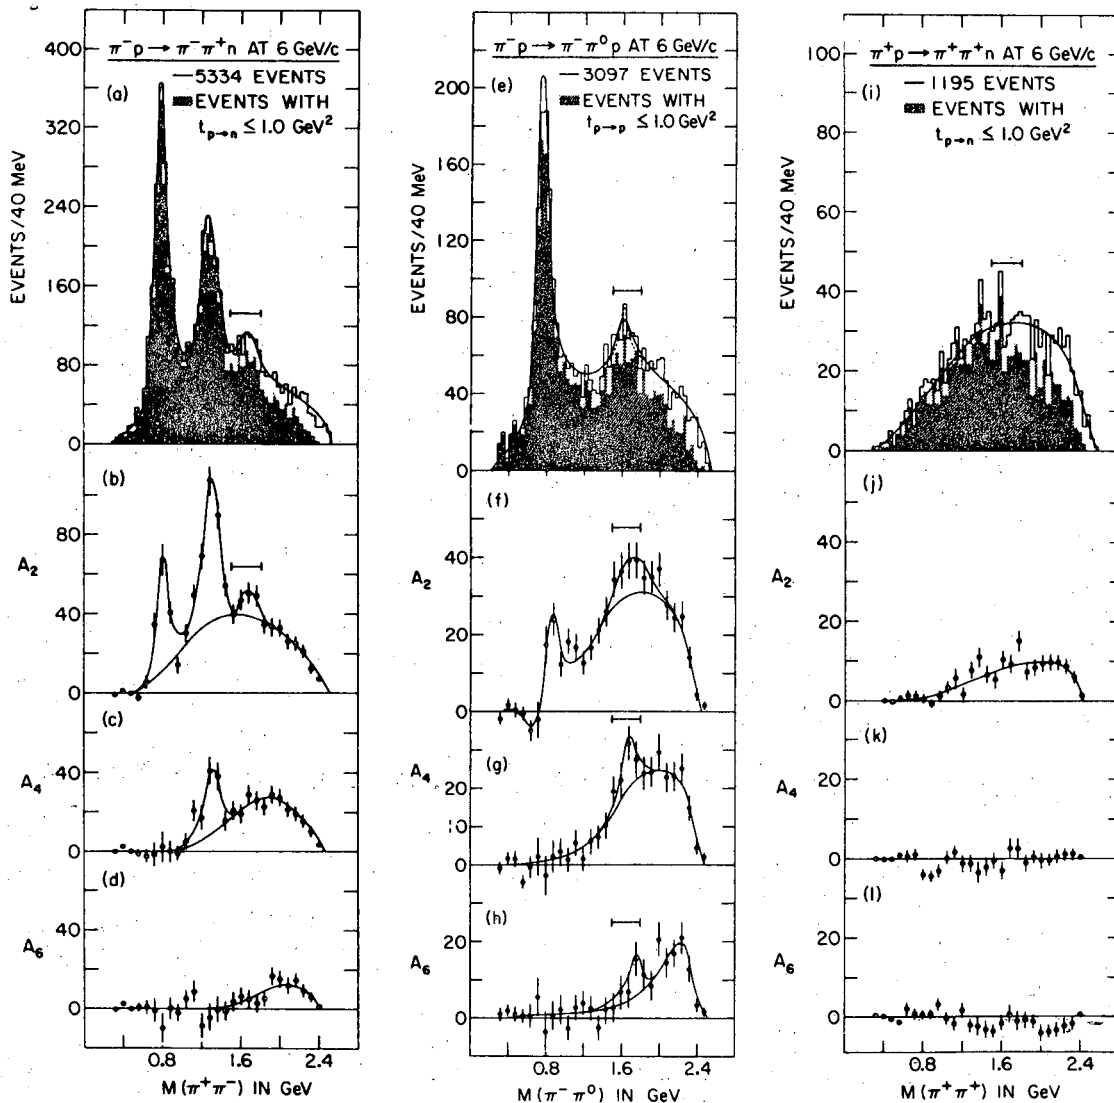 π⁻p → π⁻π⁺n AT 6 GeV/c
— 5334 EVENTS
(a)
EVENTS WITH
t p→n ≤ 1.0 GeV²
EVENTS/40 MeV
400
360
320
240
160
80
0
(b)
A₂
80
40
0
(c)
A₄
40
0
(d)
A₆
40
0
0.8
1.6
2.4
M (π⁺π⁻) IN GeV
π⁻p → π⁻π⁰p AT 6 GeV/c
— 3097 EVENTS
(e)
EVENTS WITH
t p→p ≤ 1.0 GeV²
EVENTS/40 MeV
200
160
120
80
40
0
(f)
A₂
40
20
0
(g)
A₄
20
0
(h)
A₆
20
0
0.8
1.6
2.4
M (π⁻π⁰) IN GeV
π⁺p → π⁺π⁺n AT 6 GeV/c
— 1195 EVENTS
(i)
EVENTS WITH
t p→n ≤ 1.0 GeV²
EVENTS/40 MeV
100
80
60
40
20
0
(j)
A₂
40
20
0
(k)
A₄
20
0
(l)
A₆
20
0
0.8
1.6
2.4
M (π⁺π⁺) IN GeV